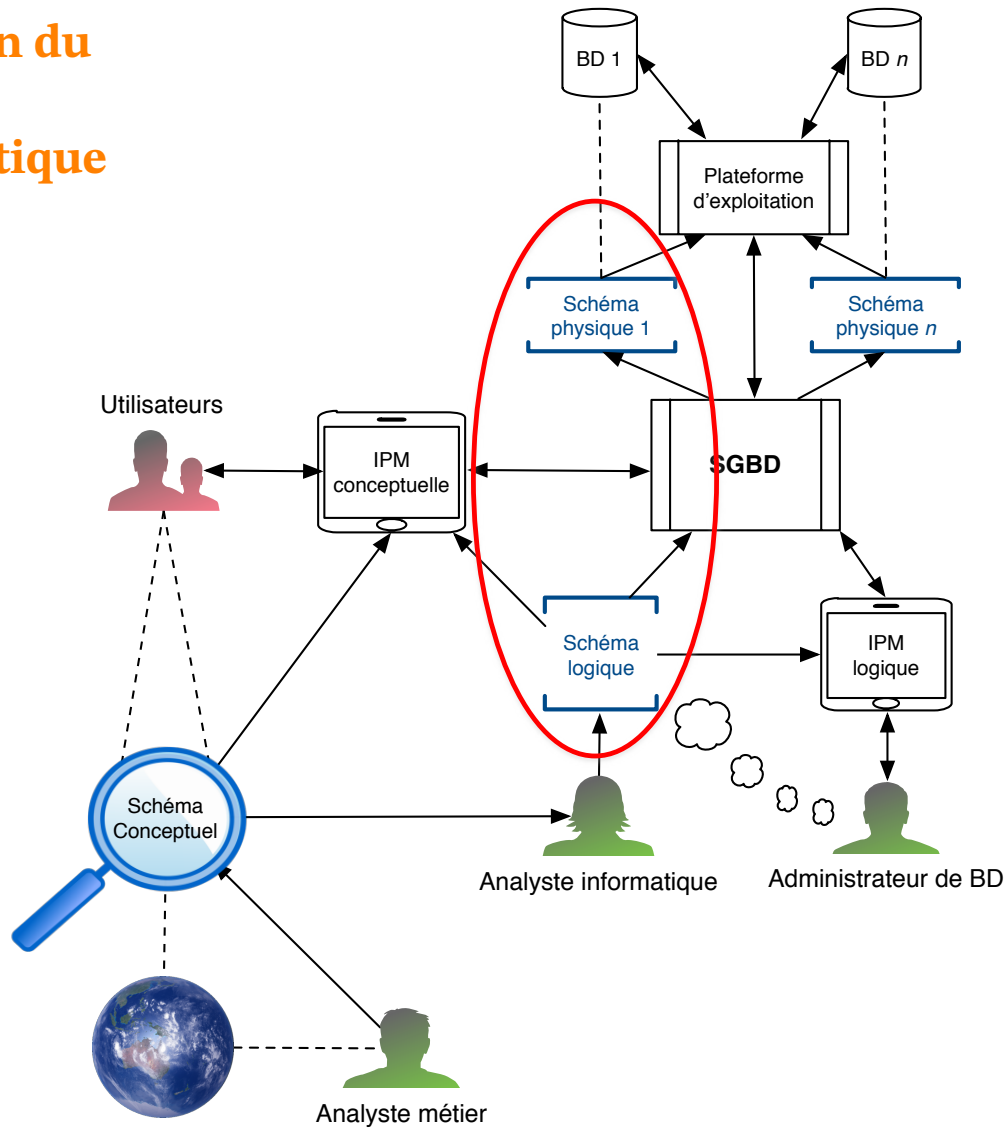 n du
tique
BD 1
BD n
Plateforme
d'exploitation
Schéma
physique 1
Schéma
physique n
Utilisateurs
IPM
conceptuelle
SGBD
Schéma
logique
IPM
logique
Schéma
Conceptuel
Analyste informatique
Administrateur de BD
Analyste métier